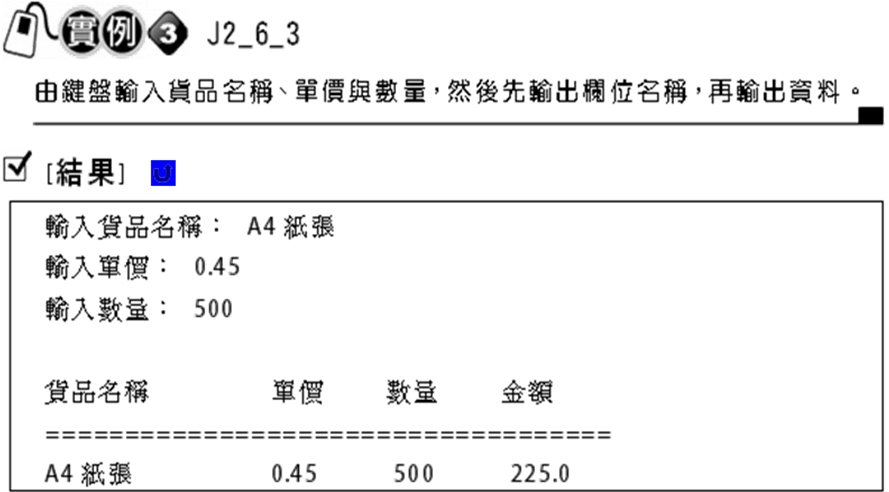 實例3 J2_6_3
由鍵盤輸入貨品名稱、單價與數量,然後先輸出欄位名稱,再輸出資料。
[結果]
輸入貨品名稱: A4 紙張
輸入單價: 0.45
輸入數量: 500
貨品名稱 單價 數量 金額
===================================
A4 紙張 0.45 500 225.0